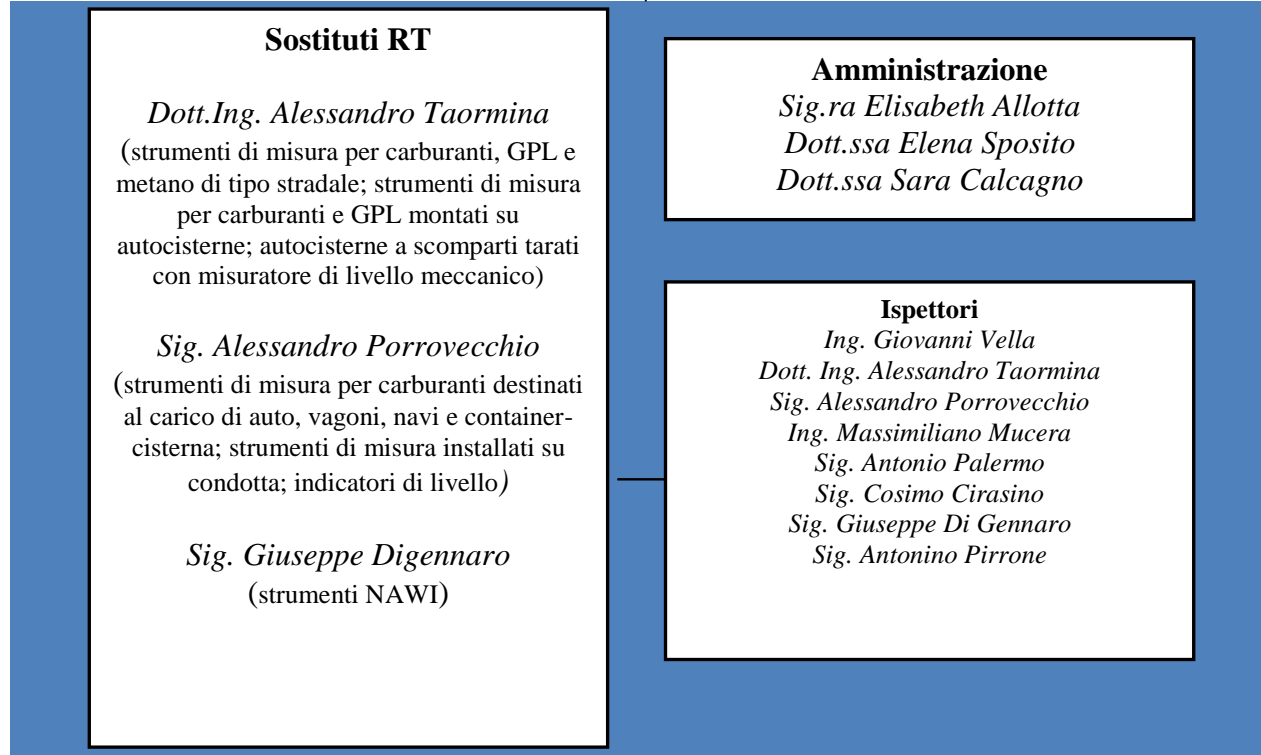 Sostituti RT
Dott.Ing. Alessandro Taormina
(strumenti di misura per carburanti, GPL e
metano di tipo stradale; strumenti di misura
per carburanti e GPL montati su
autocisterne; autocisterne a scomparti tarati
con misuratore di livello meccanico)
Sig. Alessandro Porrovecchio
(strumenti di misura per carburanti destinati
al carico di auto, vagoni, navi e container-
cisterna; strumenti di misura installati su
condotta; indicatori di livello)
Sig. Giuseppe Digennaro
(strumenti NAWI)
Amministrazione
Sig.ra Elisabeth Allotta
Dott.ssa Elena Sposito
Dott.ssa Sara Calcagno
Ispettori
Ing. Giovanni Vella
Dott. Ing. Alessandro Taormina
Sig. Alessandro Porrovecchio
Ing. Massimiliano Mucera
Sig. Antonio Palermo
Sig. Cosimo Cirasino
Sig. Giuseppe Di Gennaro
Sig. Antonino Pirrone